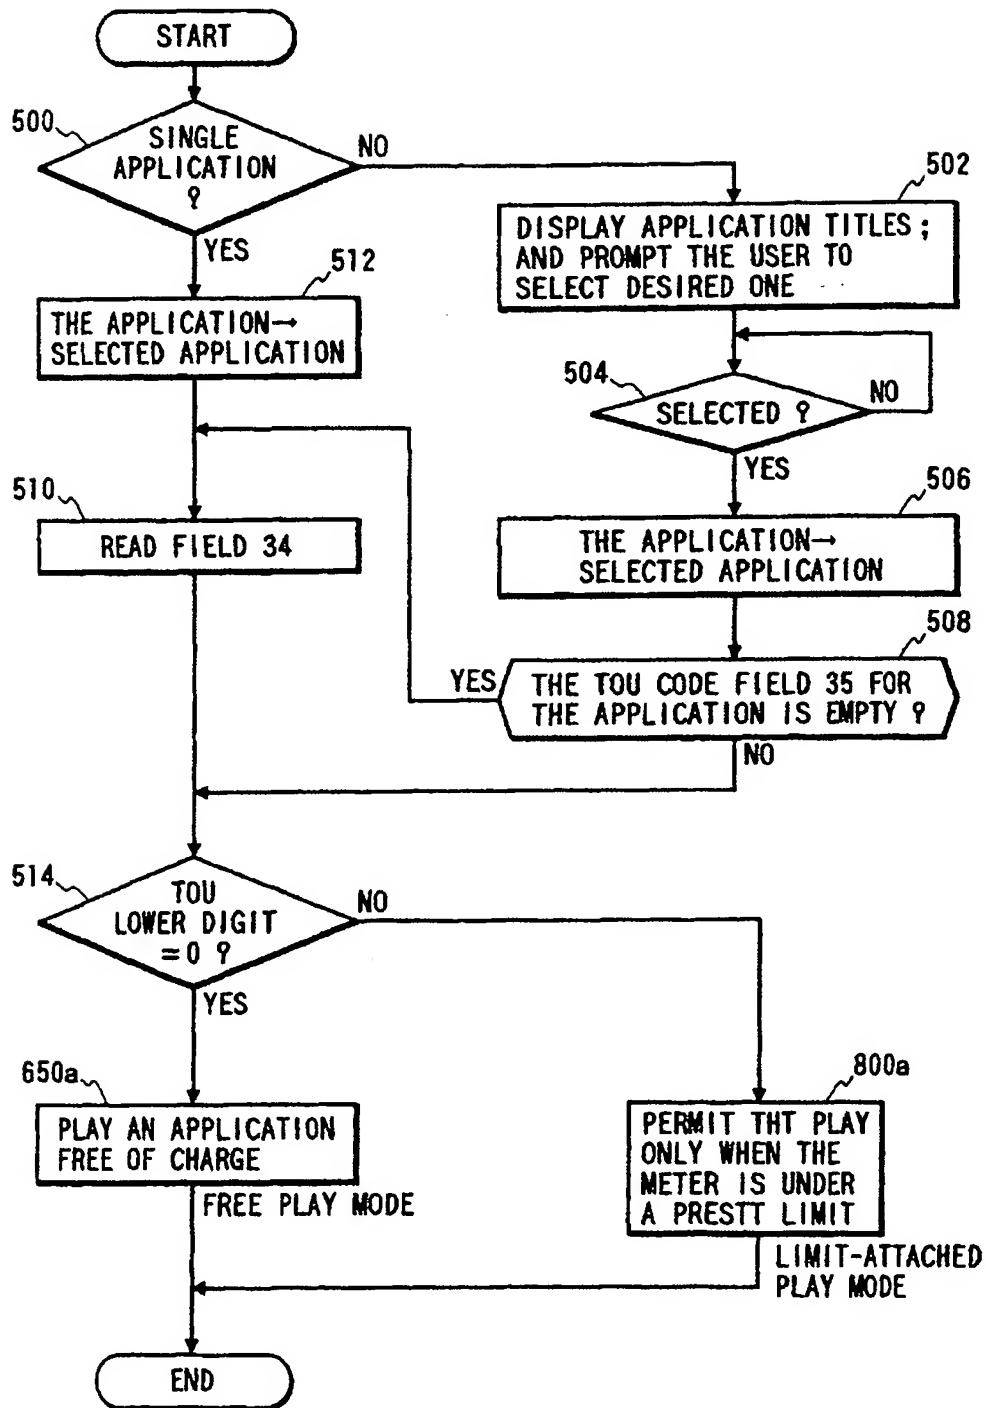 START
500
SINGLE
APPLICATION
?
NO
YES
502
DISPLAY APPLICATION TITLES;
AND PROMPT THE USER TO
SELECT DESIRED ONE
512
THE APPLICATION→
SELECTED APPLICATION
504
SELECTED ?
NO
YES
506
THE APPLICATION→
SELECTED APPLICATION
510
READ FIELD 34
508
THE TOU CODE FIELD 35 FOR
THE APPLICATION IS EMPTY ?
YES
NO
514
TOU
LOWER DIGIT
=0 ?
NO
YES
650a
PLAY AN APPLICATION
FREE OF CHARGE
FREE PLAY MODE
800a
PERMIT THT PLAY
ONLY WHEN THE
METER IS UNDER
A PRESTT LIMIT
LIMIT-ATTACHED
PLAY MODE
END